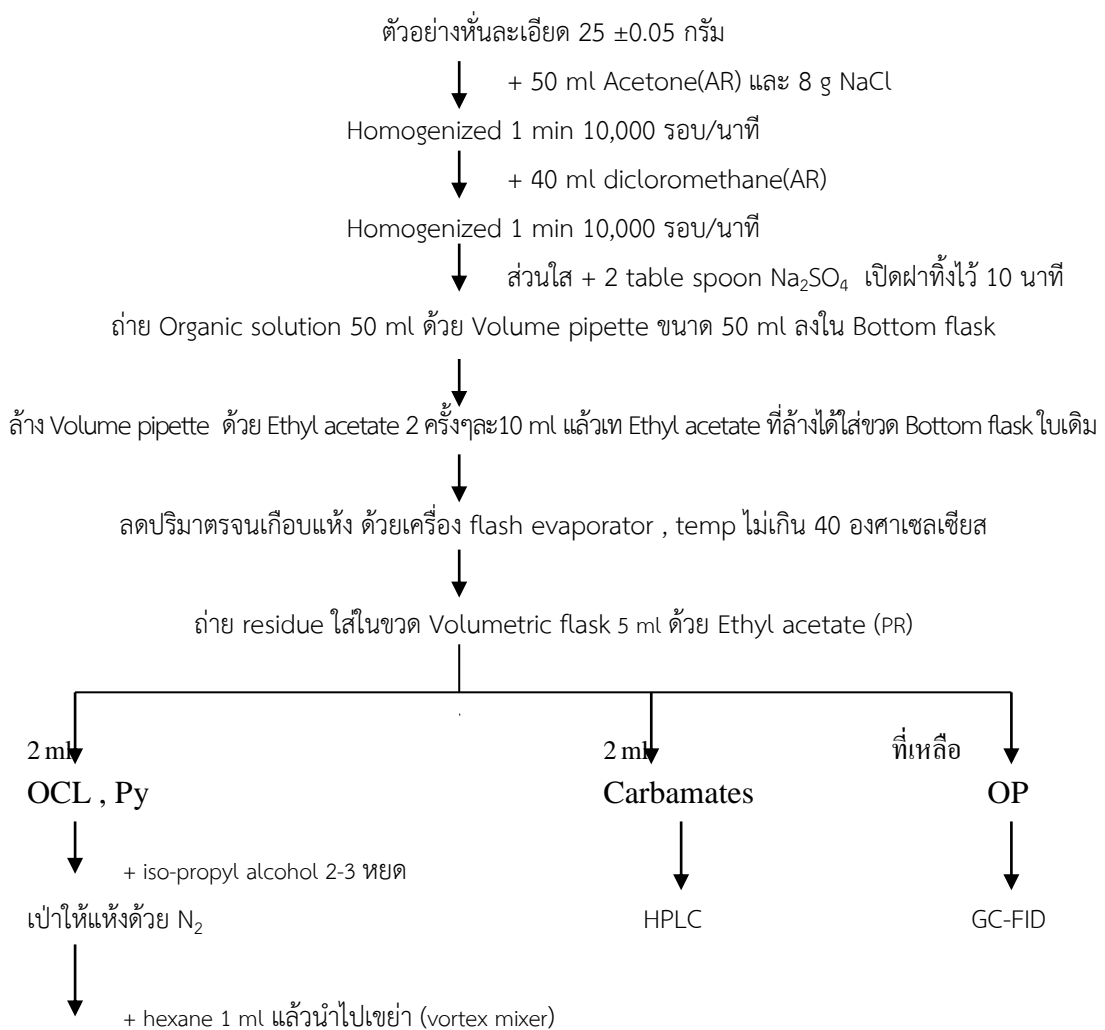 ตัวอย่างหั่นละเอียด 25 ±0.05 กรัม
+ 50 ml Acetone(AR) และ 8 g NaCl
Homogenized 1 min 10,000 รอบ/นาที
+ 40 ml dicloromethane(AR)
Homogenized 1 min 10,000 รอบ/นาที
ส่วนใส + 2 table spoon Na₂SO₄ เปิดฝาทิ้งไว้ 10 นาที
ถ่าย Organic solution 50 ml ด้วย Volume pipette ขนาด 50 ml ลงใน Bottom flask
ล้าง Volume pipette ด้วย Ethyl acetate 2 ครั้งๆละ10 ml แล้วเท Ethyl acetate ที่ล้างได้ใส่ขวด Bottom flask ใบเดิม
ลดปริมาตรจนเกือบแห้ง ด้วยเครื่อง flash evaporator , temp ไม่เกิน 40 องศาเซลเซียส
ถ่าย residue ใส่ในขวด Volumetric flask 5 ml ด้วย Ethyl acetate (PR)
2 ml 2 ml ที่เหลือ
OCL , Py Carbamates OP
+ iso-propyl alcohol 2-3 หยด
เป่าให้แห้งด้วย N₂ HPLC GC-FID
+ hexane 1 ml แล้วนำไปเขย่า (vortex mixer)